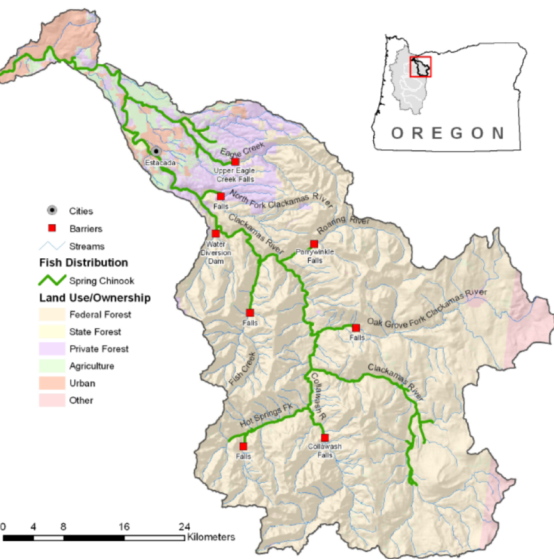 OREGON
Eagle Creek
Estacada
Upper Eagle
Creek Falls
North Fork Clackamas River
Falls
Roaring River
Clackamas River
Water
Diversion
Dam
Parrywinkle
Falls
Cities
Barriers
Streams
Fish Distribution
Spring Chinook
Land Use/Ownership
Federal Forest
State Forest
Private Forest
Agriculture
Urban
Other
Oak Grove Fork Clackamas River
Falls
Falls
Fish Creek
Clackamas River
Collawash R.
Hot Springs Fk
Falls
Collawash
Falls
0 4 8 16 24
Kilometers